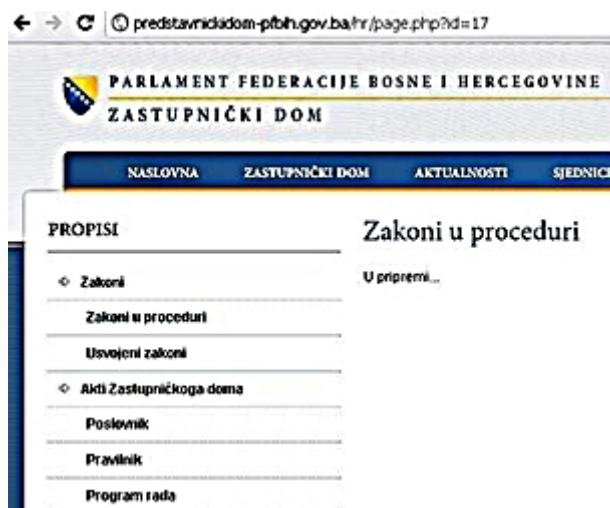 predstavnickidom-pfbih.gov.ba/hr/page.php?id=17
PARLAMENT FEDERACIJE BOSNE I HERCEGOVINE
ZASTUPNIČKI DOM
NASLOVNA ZASTUPNIČKI DOM AKTUALNOSTI SJEDNIC
PROPISI
Zakoni u proceduri
Zakoni
U pripremi...
Zakoni u proceduri
Usvojeni zakoni
Akti Zastupničkoga doma
Poslovnik
Pravilnik
Program rada